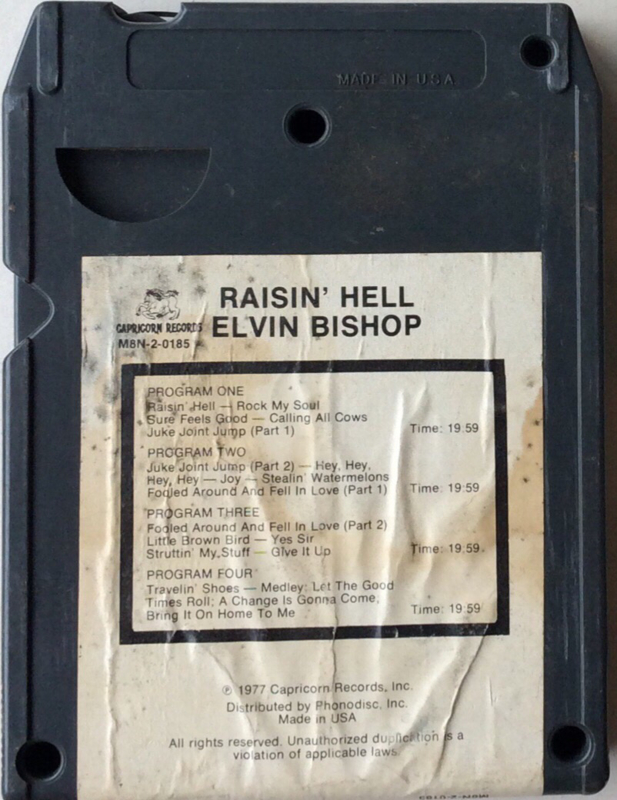 MADE IN USA
RAISIN' HELL
ELVIN BISHOP
CAPRICORN RECORDS
M8N-2-0185
PROGRAM ONE
Raisin' Hell — Rock My Soul
Sure Feels Good — Calling All Cows
Juke Joint Jump (Part 1) Time: 19:59
PROGRAM TWO
Juke Joint Jump (Part 2) — Hey, Hey,
Hey, Hey — Joy — Stealin' Watermelons
Fooled Around And Fell In Love (Part 1) Time: 19:59
PROGRAM THREE
Fooled Around And Fell In Love (Part 2)
Little Brown Bird — Yes Sir
Struttin' My Stuff — Give It Up Time: 19:59
PROGRAM FOUR
Travelin' Shoes — Medley: Let The Good
Times Roll; A Change Is Gonna Come,
Bring It On Home To Me Time: 19:59
℗ 1977 Capricorn Records, Inc.
Distributed by Phonodisc, Inc.
Made in USA
All rights reserved. Unauthorized duplication is a
violation of applicable laws.